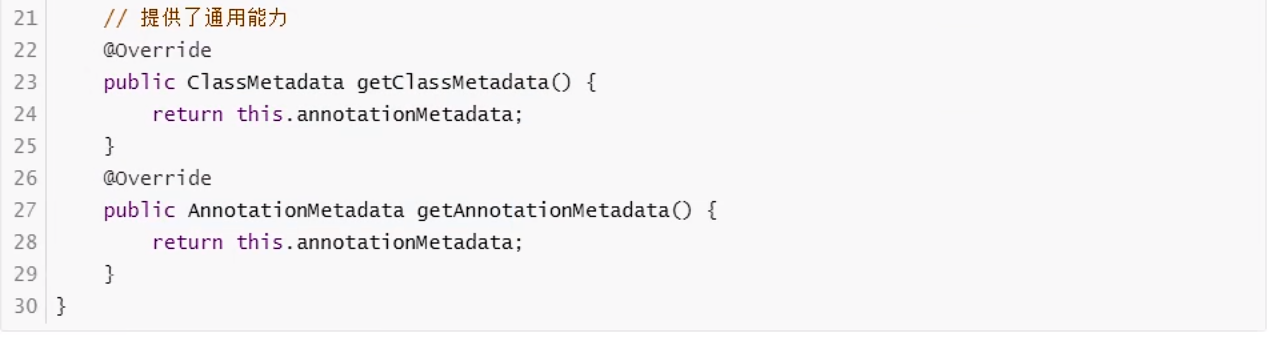 21 // 提供了通用能力
22 @Override
23 public ClassMetadata getClassMetadata() {
24 return this.annotationMetadata;
25 }
26 @Override
27 public AnnotationMetadata getAnnotationMetadata() {
28 return this.annotationMetadata;
29 }
30 }